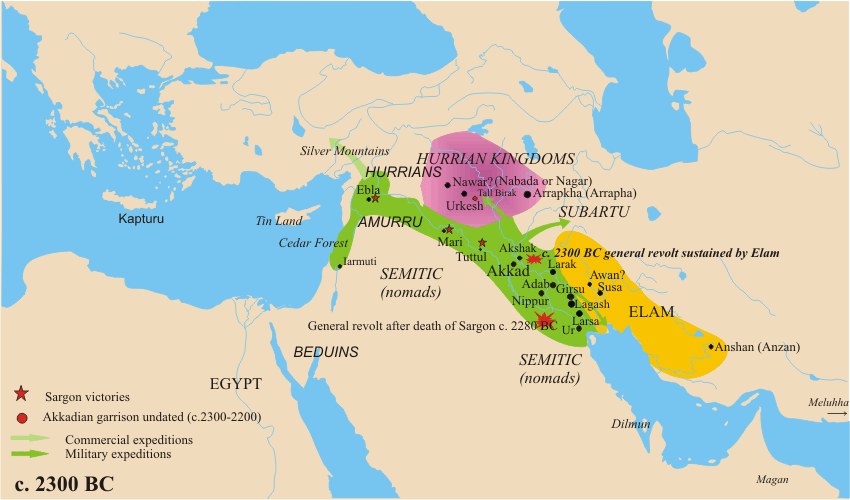 Silver Mountains
HURRIAN KINGDOMS
HURRIANS
Nawar? (Nabada or Nagar)
Ebla
Tall Birak
Arrapkha (Arrapha)
Urkesh
Kapturu
Tin Land
AMURRU
SUBARTU
Cedar Forest
Mari
Akshak
c. 2300 BC general revolt sustained by Elam
Tuttul
Iarmuti
Akkad
Larak
SEMITIC
(nomads)
Awan?
Adab
Girsu
Susa
Nippur
Lagash
ELAM
General revolt after death of Sargon c. 2280 BC
Larsa
Ur
BEDUINS
SEMITIC
(nomads)
Anshan (Anzan)
EGYPT
Sargon victories
Meluhha
Akkadian garrison undated (c.2300-2200)
Dilmun
Commercial expeditions
Military expeditions
c. 2300 BC
Magan